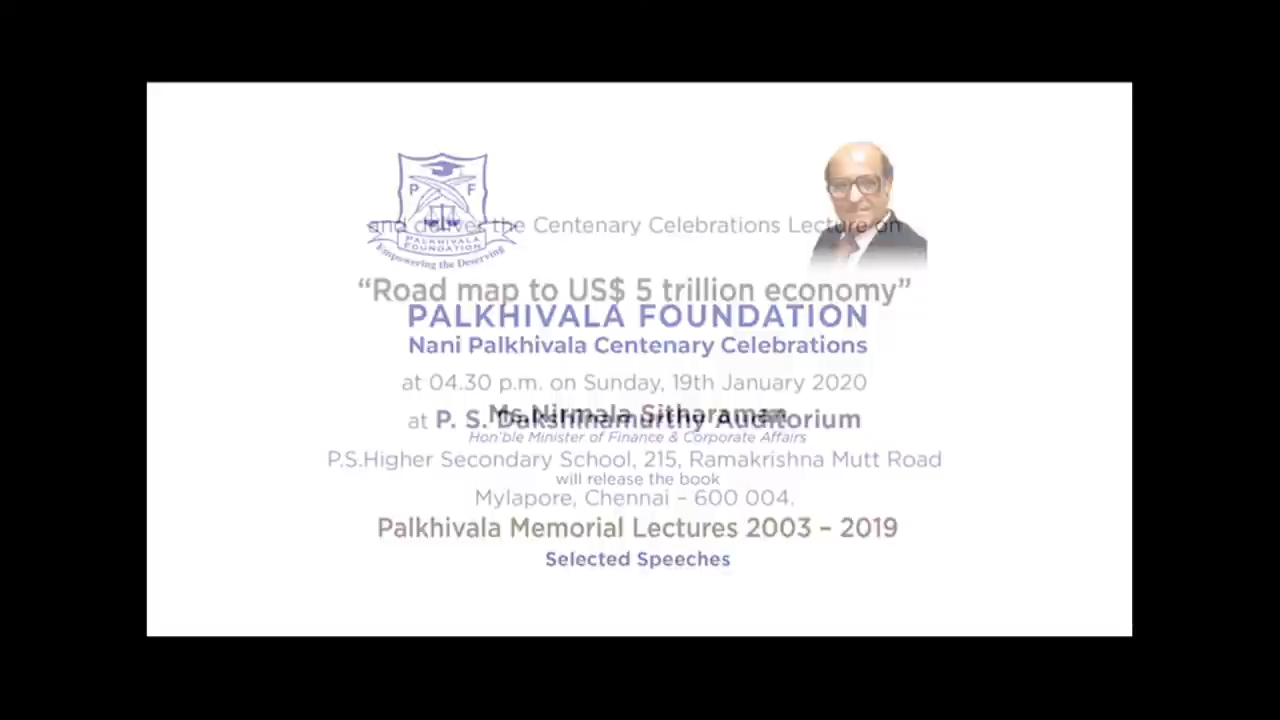 P F
PALKHIVALA
FOUNDATION
Empowering the Deserving
and delivers the Centenary Celebrations Lecture on
“Road map to US$ 5 trillion economy”
PALKHIVALA FOUNDATION
Nani Palkhivala Centenary Celebrations
at 04.30 p.m. on Sunday, 19th January 2020
Ms.Nirmala Sitharaman
at P. S. Dakshinamurthy Auditorium
Hon’ble Minister of Finance & Corporate Affairs
P.S.Higher Secondary School, 215, Ramakrishna Mutt Road
will release the book
Mylapore, Chennai – 600 004.
Palkhivala Memorial Lectures 2003 – 2019
Selected Speeches